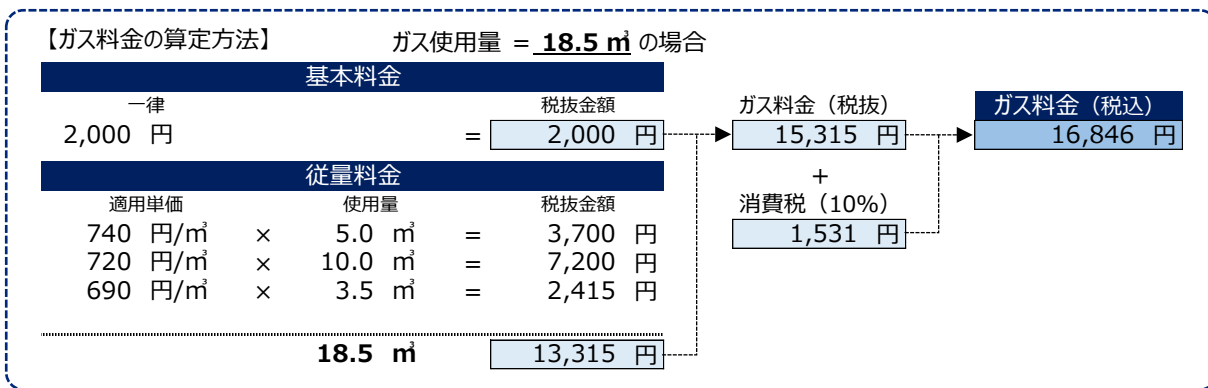 【ガス料金の算定方法】 ガス使用量 = 18.5 ㎥ の場合
基本料金
一律 税抜金額
2,000 円 = 2,000 円
従量料金
適用単価 使用量 税抜金額
740 円/㎥ × 5.0 ㎥ = 3,700 円
720 円/㎥ × 10.0 ㎥ = 7,200 円
690 円/㎥ × 3.5 ㎥ = 2,415 円
18.5 ㎥ 13,315 円
ガス料金（税抜）
15,315 円
+
消費税（10%）
1,531 円
ガス料金（税込）
16,846 円